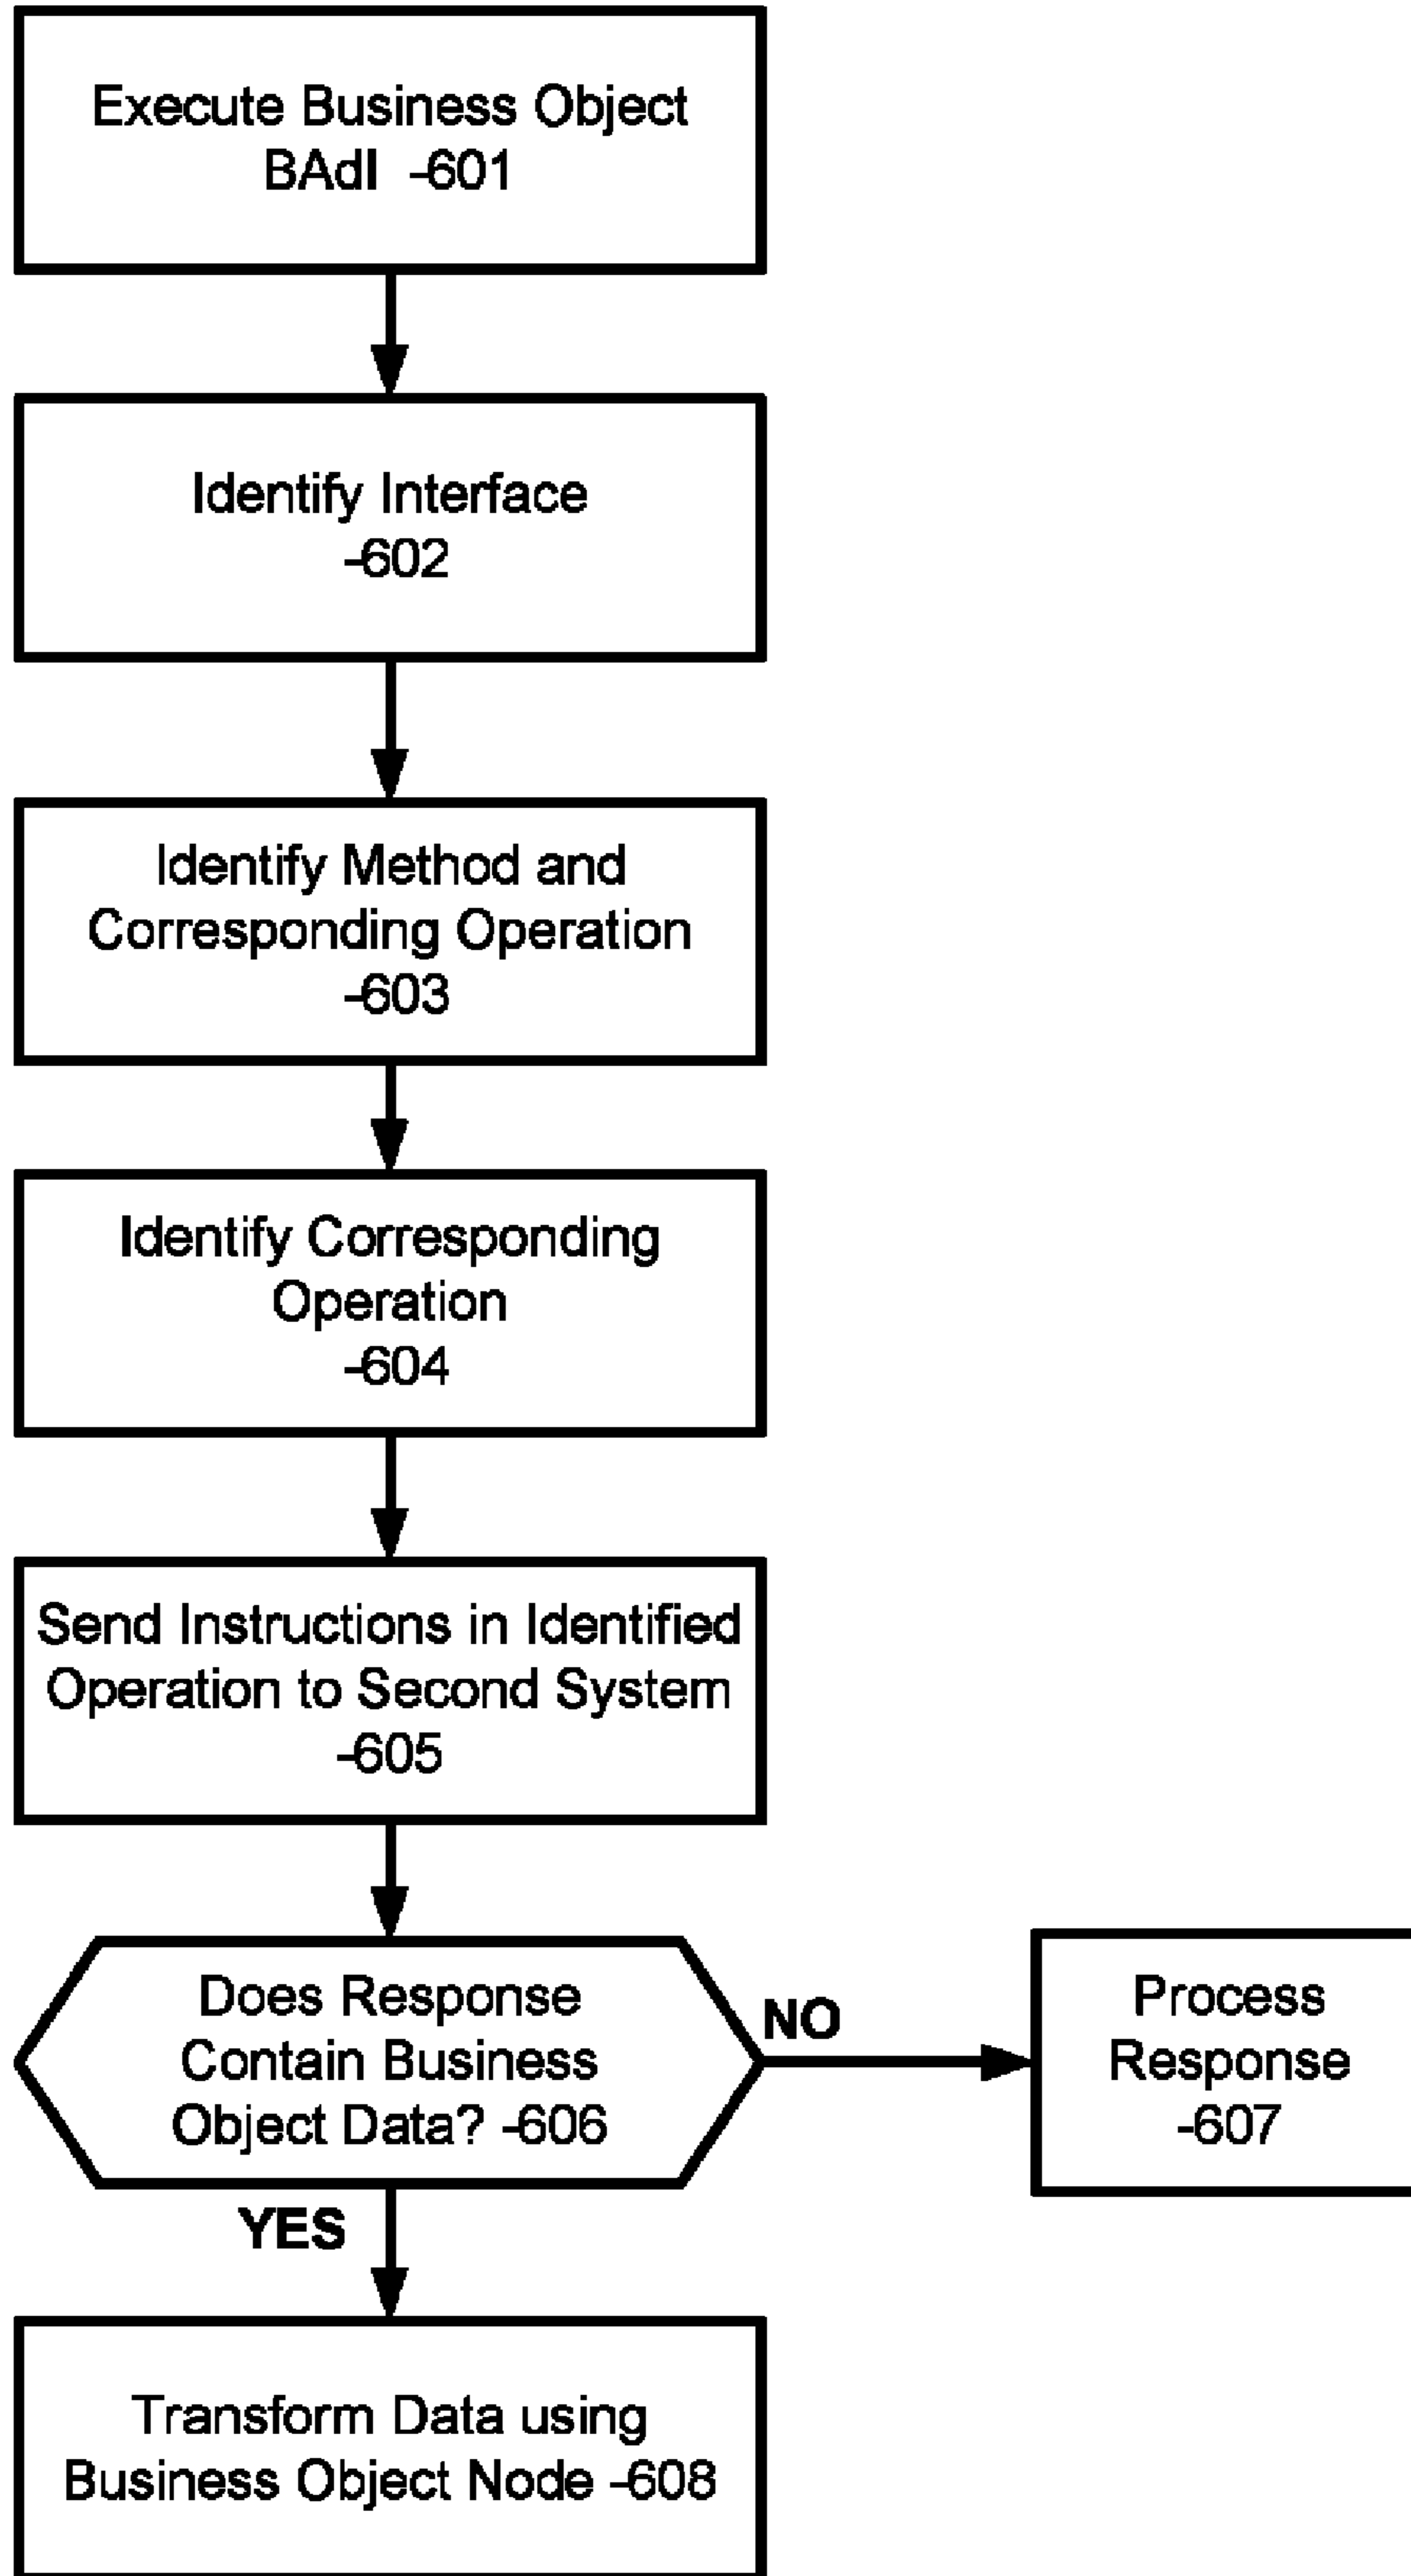 Execute Business Object
BAdI -601
Identify Interface
-602
Identify Method and
Corresponding Operation
-603
Identify Corresponding
Operation
-604
Send Instructions in Identified
Operation to Second System
-605
Does Response
Contain Business
Object Data? -606
NO
Process
Response
-607
YES
Transform Data using
Business Object Node -608